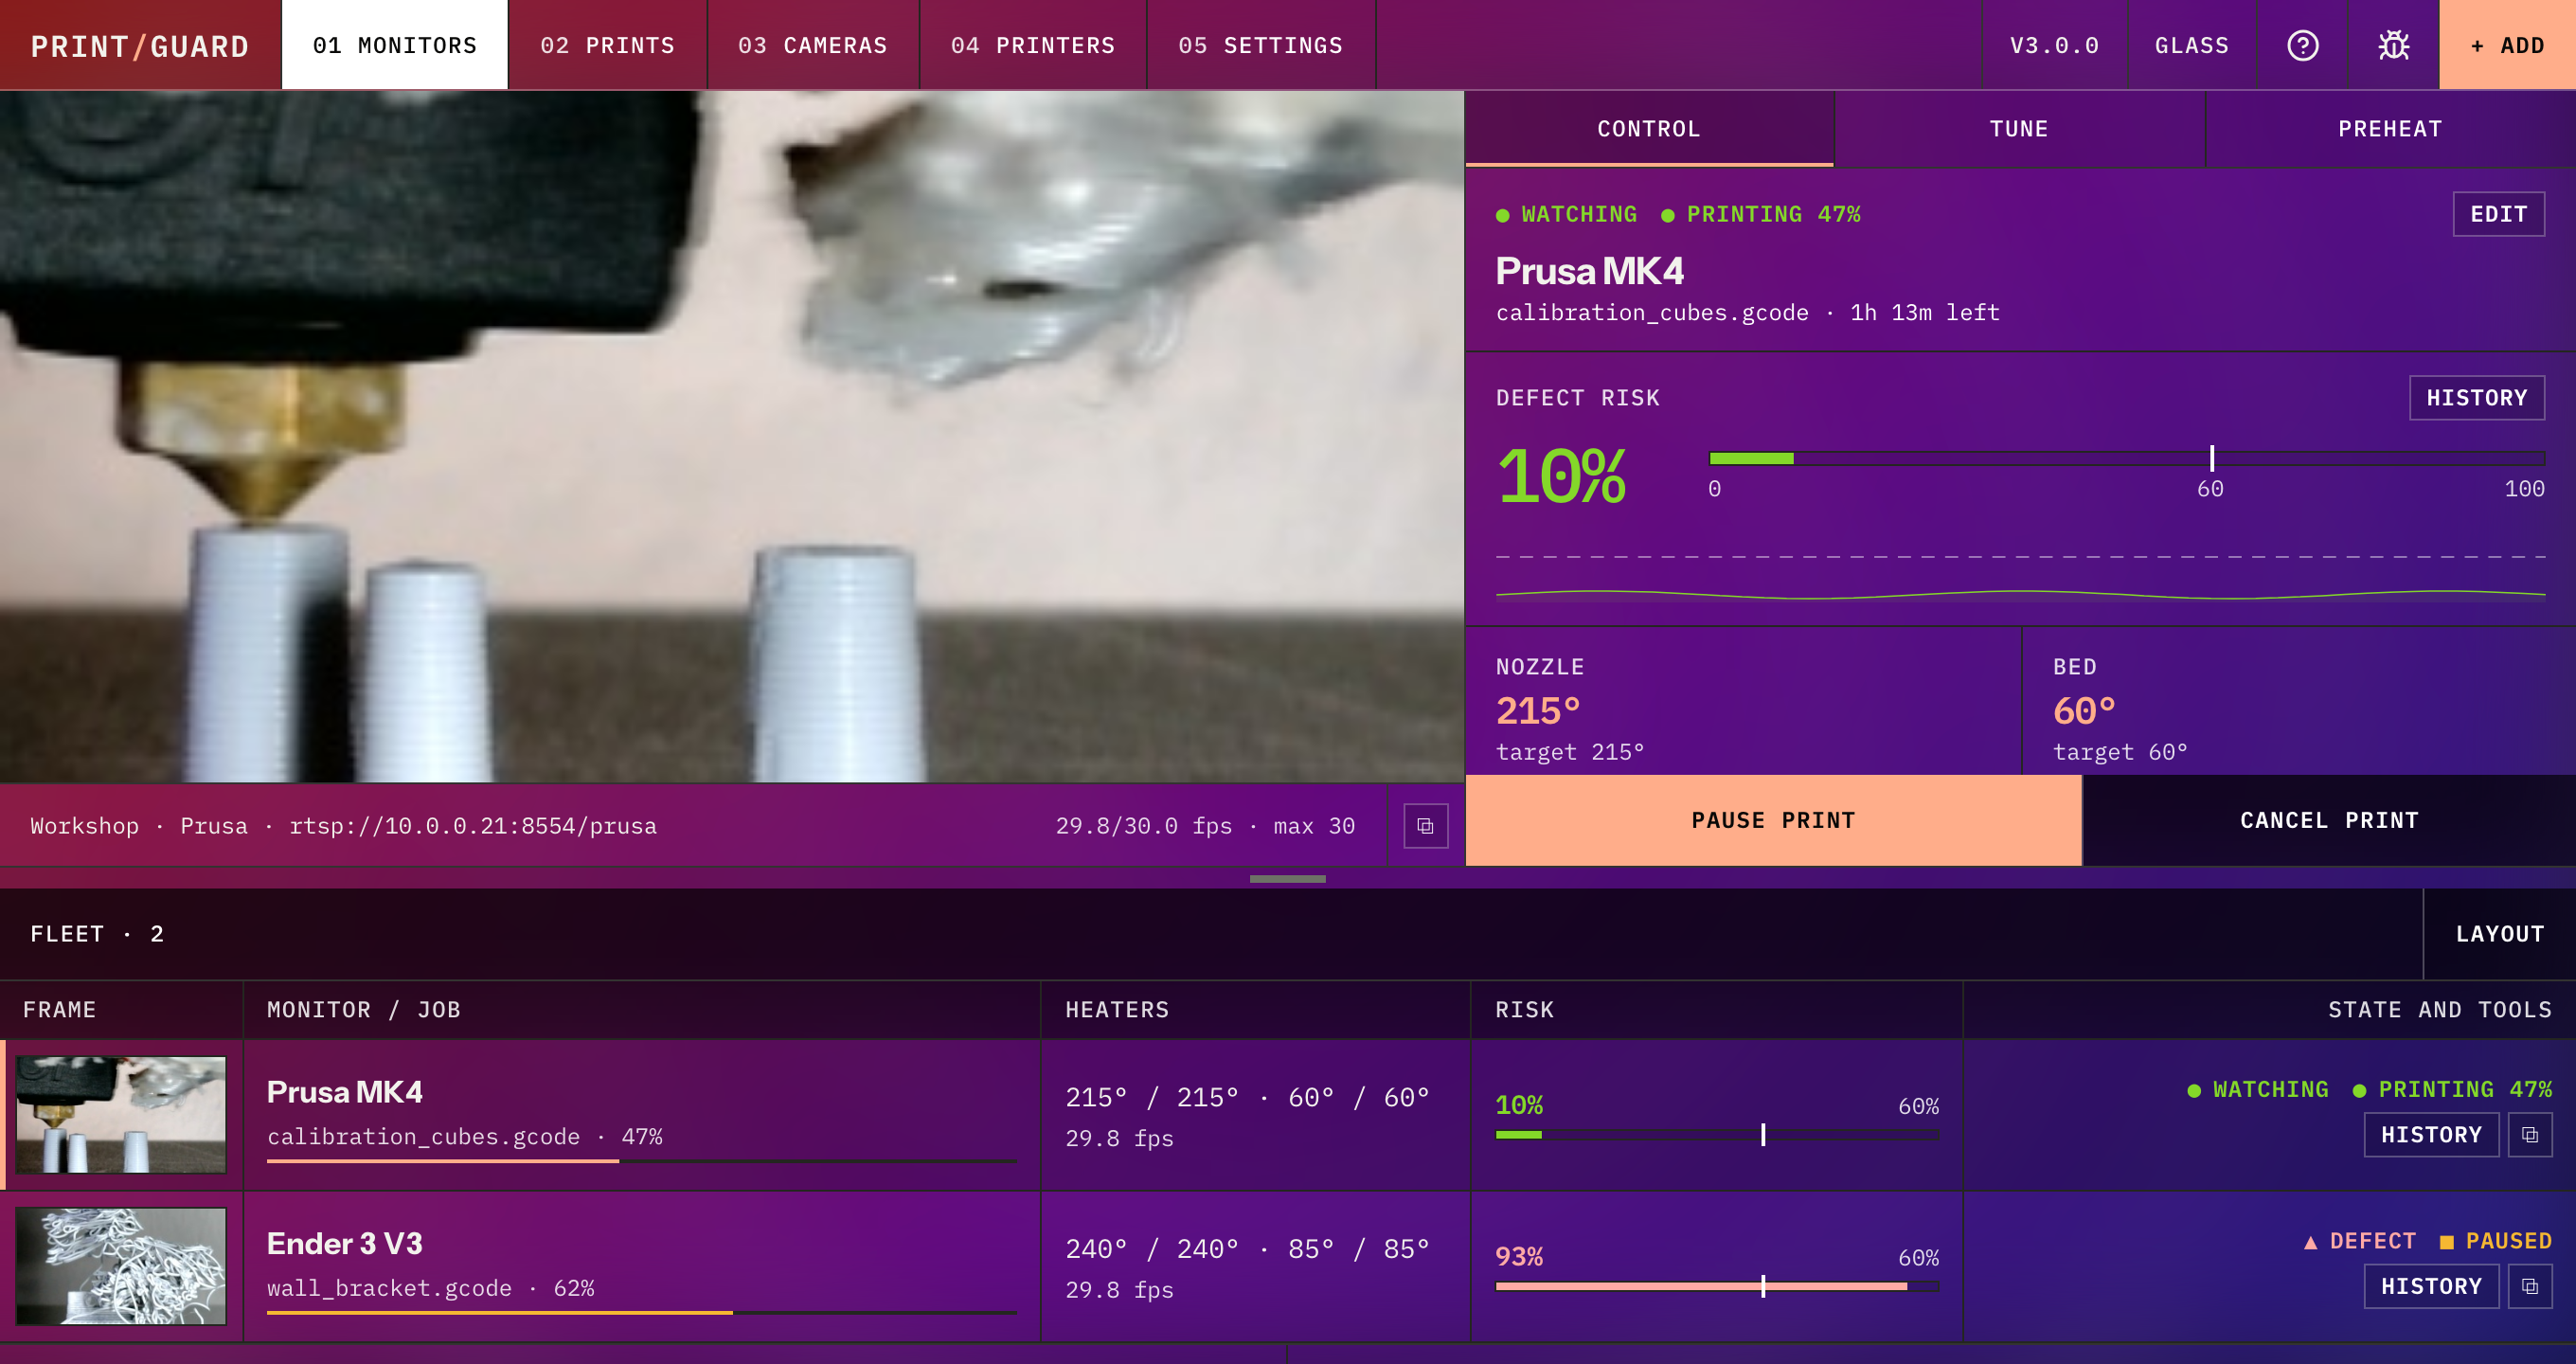 PRINT/GUARD
01 MONITORS
02 PRINTS
03 CAMERAS
04 PRINTERS
05 SETTINGS
V3.0.0
GLASS
+ ADD
CONTROL
TUNE
PREHEAT
● WATCHING ● PRINTING 47%
EDIT
Prusa MK4
calibration_cubes.gcode · 1h 13m left
DEFECT RISK
HISTORY
10%
0
60
100
NOZZLE
215°
target 215°
BED
60°
target 60°
Workshop · Prusa · rtsp://10.0.0.21:8554/prusa
29.8/30.0 fps · max 30
PAUSE PRINT
CANCEL PRINT
FLEET · 2
LAYOUT
FRAME
MONITOR / JOB
HEATERS
RISK
STATE AND TOOLS
Prusa MK4
calibration_cubes.gcode · 47%
215° / 215° · 60° / 60°
29.8 fps
10%
60%
● WATCHING ● PRINTING 47%
HISTORY
Ender 3 V3
wall_bracket.gcode · 62%
240° / 240° · 85° / 85°
29.8 fps
93%
60%
▲ DEFECT ■ PAUSED
HISTORY